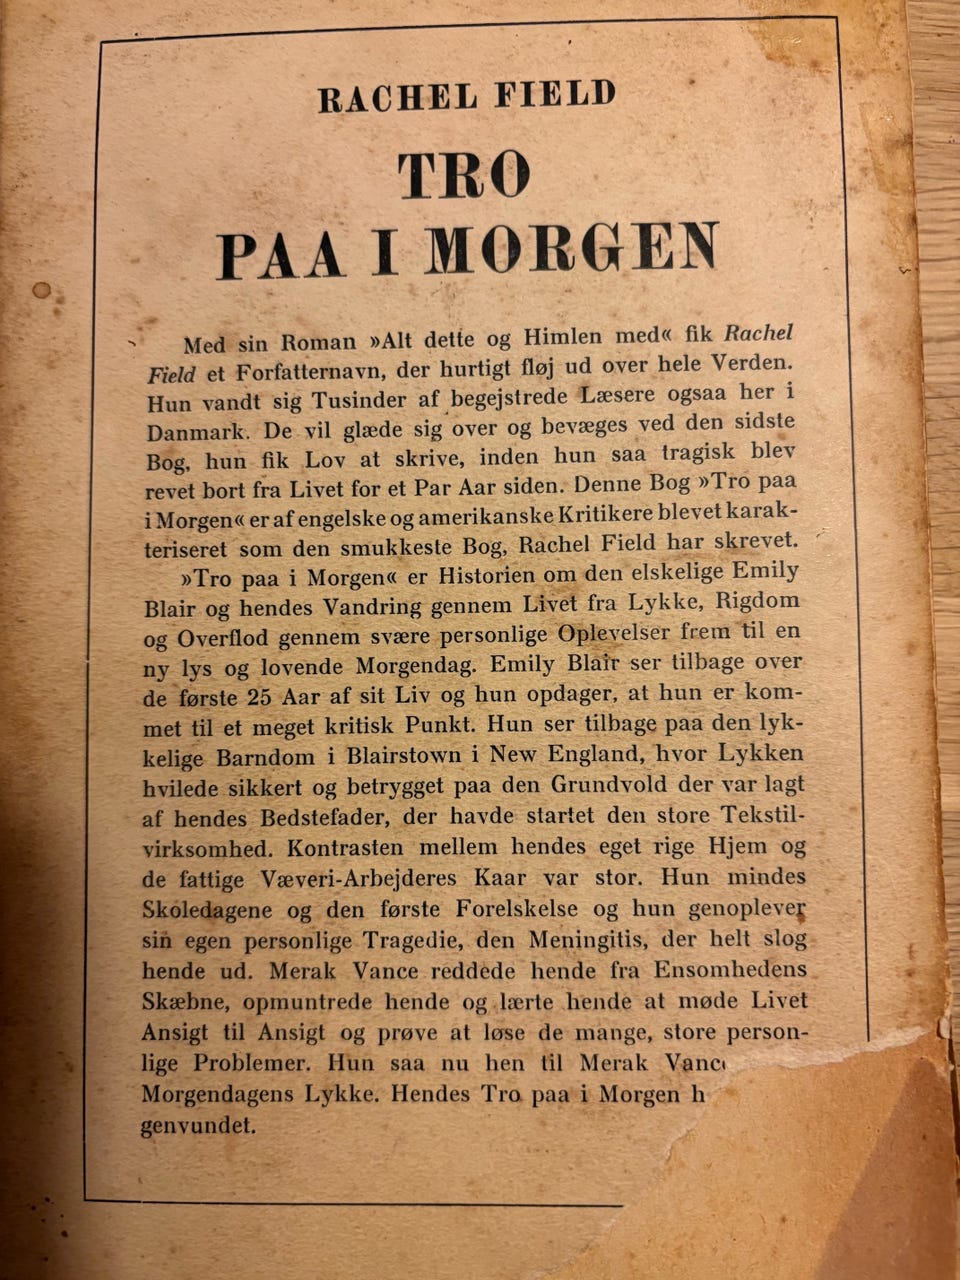 RACHEL FIELD
TRO
PAA I MORGEN
Med sin Roman »Alt dette og Himlen med« fik Rachel
Field et Forfatternavn, der hurtigt fløj ud over hele Verden.
Hun vandt sig Tusinder af begejstrede Læsere ogsaa her i
Danmark. De vil glæde sig over og bevæges ved den sidste
Bog, hun fik Lov at skrive, inden hun saa tragisk blev
revet bort fra Livet for et Par Aar siden. Denne Bog »Tro paa
i Morgen« er af engelske og amerikanske Kritikere blevet karak-
teriseret som den smukkeste Bog, Rachel Field har skrevet.
»Tro paa i Morgen« er Historien om den elskelige Emily
Blair og hendes Vandring gennem Livet fra Lykke, Rigdom
og Overflod gennem svære personlige Oplevelser frem til en
ny lys og lovende Morgendag. Emily Blair ser tilbage over
de første 25 Aar af sit Liv og hun opdager, at hun er kom-
met til et meget kritisk Punkt. Hun ser tilbage paa den lyk-
kelige Barndom i Blairstown i New England, hvor Lykken
hvilede sikkert og betrygget paa den Grundvold der var lagt
af hendes Bedstefader, der havde startet den store Tekstil-
virksomhed. Kontrasten mellem hendes eget rige Hjem og
de fattige Væveri-Arbejderes Kaar var stor. Hun mindes
Skoledagene og den første Forelskelse og hun genoplever
sin egen personlige Tragedie, den Meningitis, der helt slog
hende ud. Merak Vance reddede hende fra Ensomhedens
Skæbne, opmuntrede hende og lærte hende at møde Livet
Ansigt til Ansigt og prøve at løse de mange, store person-
lige Problemer. Hun saa nu hen til Merak Vance
Morgendagens Lykke. Hendes Tro paa i Morgen h
genvundet.